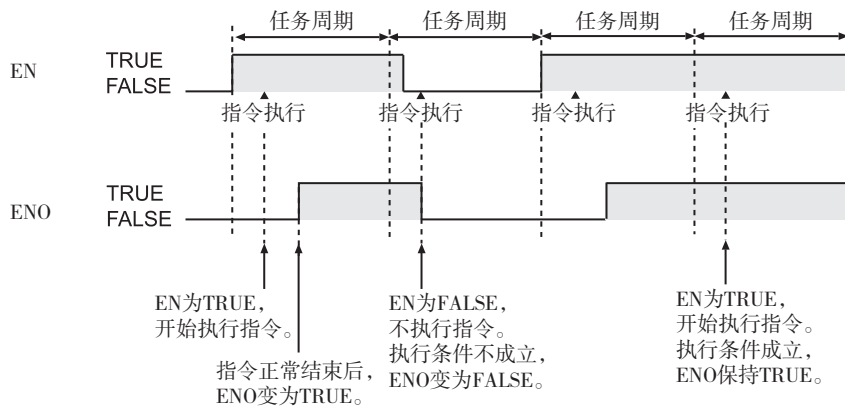 任务周期 任务周期 任务周期 任务周期
EN
TRUE
FALSE
指令执行 指令执行 指令执行 指令执行
ENO
TRUE
FALSE
EN为TRUE，
开始执行指令。
指令正常结束后，
ENO变为TRUE。
EN为FALSE，
不执行指令。
执行条件不成立，
ENO变为FALSE。
EN为TRUE，
开始执行指令。
执行条件成立，
ENO保持TRUE。